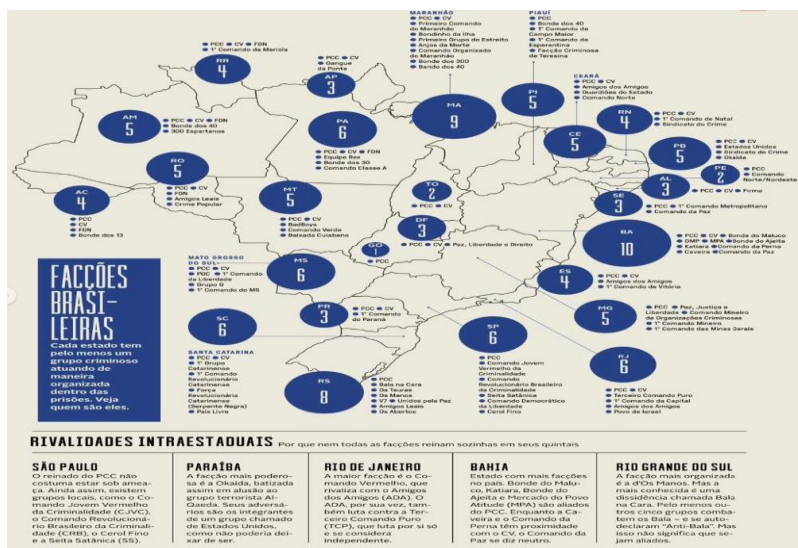 MARANHÃO
PCC CV
Primeiro Comando
do Maranhão
Bondinho da Ilha
Primeiro Grupo do Estreito
Anjos da Morte
Comando Organizado
do Maranhão
Bonde dos 300
Bando dos 40
PIAUÍ
PCC
Bonde dos 40
1º Comando de
Campo Maior
1º Comando de
Esperantina
Facção Criminosa
de Teresina
CEARÁ
PCC CV
Amigos dos Amigos
Guardiões do Estado
Comando Norte
RR
4
PCC CV FDN
1º Comando da Mariola
AP
3
PCC CV
Gangue
da Ponte
AM
5
PCC CV FDN
Bonde dos 40
300 Espartanos
PA
6
PCC CV FDN
Equipe Rex
Bonde dos 30
Comando Classe A
MA
9
PI
5
CE
5
RN
4
PCC CV
1º Comando de Natal
Sindicato do Crime
PB
5
PCC CV
Estados Unidos
Sindicato do Crime
Okaida
PE
2
PCC
Comando
Norte/Nordeste
AL
3
PCC CV Firma
SE
3
PCC 1º Comando Metropolitano
Comando da Paz
RO
5
PCC CV
FDN
Amigos Leais
Crime Popular
AC
4
PCC
CV
FDN
Bonde dos 13
MT
5
PCC CV
BadBoys
Comando Verde
Baixada Cuiabana
TO
2
PCC CV
DF
3
PCC CV Paz, Liberdade e Direito
GO
1
PCC
BA
10
PCC CV Bonde do Maluco
DMP MPA Bonde do Ajeita
Katiara Comando da Perna
Caveira Comando da Paz
MATO GROSSO
DO SUL
PCC CV
PDC 1º Comando
da Liberdade
Grupo G
1º Comando do MS
MS
6
ES
4
PCC CV
Amigos dos Amigos
1º Comando de Vitória
MG
5
PCC Paz, Justiça e
Liberdade Comando Mineiro
de Organizações Criminosas
1º Comando Mineiro
1º Comando das Minas Gerais
PR
3
PCC CV
1º Comando
do Paraná
SC
6
SANTA CATARINA
PCC CV
1º Grupo
Catarinense
1º Comando
Revolucionário
Catarinense
Força
Revolucionária
Catarinense
(Serpente Negra)
País Livre
SP
6
PCC
Comando Jovem
Vermelho da
Criminalidade
Comando
Revolucionário Brasileiro
da Criminalidade
Seita Satânica
Comando Democrático
da Liberdade
Cerol Fino
RJ
6
PCC CV
Terceiro Comando Puro
1º Comando da Capital
Amigos dos Amigos
Povo de Israel
RS
8
PCC
Bala na Cara
Os Tauras
Os Manos
V7 Unidos pela Paz
Amigos Leais
Os Abertos
FACÇÕES
BRASI-
LEIRAS
Cada estado tem
pelo menos um
grupo criminoso
atuando de
maneira
organizada
dentro das
prisões. Veja
quem são eles.
RIVALIDADES INTRAESTADUAIS Por que nem todas as facções reinam sozinhas em seus quintais
SÃO PAULO
O reinado do PCC não
costuma estar sob amea-
ça. Ainda assim, existem
grupos locais, como o Co-
mando Jovem Vermelho
da Criminalidade (CJVC),
o Comando Revolucioná-
rio Brasileiro da Criminali-
dade (CRB), o Cerol Fino
e a Seita Satânica (SS).
PARAÍBA
A facção mais podero-
sa é a Okaida, batizada
assim em alusão ao
grupo terrorista Al-
Qaeda. Seus adversá-
rios são os integrantes
de um grupo chamado
de Estados Unidos,
como não poderia dei-
xar de ser.
RIO DE JANEIRO
A maior facção é o Co-
mando Vermelho, que
rivaliza com o Amigos
dos Amigos (ADA). O
ADA, por sua vez, tam-
bém luta contra a Ter-
ceiro Comando Puro
(TCP), que luta por si só
e se considera
independente.
BAHIA
Estado com mais facções
no país. Bonde do Malu-
co, Katiara, Bonde do
Ajeita e Mercado do Povo
Atitude (MPA) são aliados
do PCC. Enquanto a Ca-
veira e o Comando da
Perna têm proximidade
com o CV, o Comando da
Paz se diz neutro.
RIO GRANDE DO SUL
A facção mais organizada
é a d'Os Manos. Mas a
mais conhecida é uma
dissidência chamada Bala
na Cara. Pelo menos ou-
tros cinco grupos comba-
tem os Bala – e se auto-
declaram "Anti-Bala". Mas
isso não significa que se-
jam aliados.